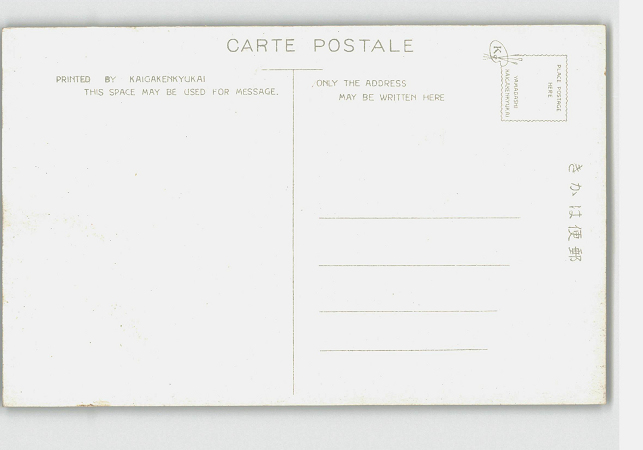 CARTE POSTALE
PRINTED BY KAIGAKENKYUKAI
THIS SPACE MAY BE USED FOR MESSAGE.
ONLY THE ADDRESS
MAY BE WRITTEN HERE
PLACE POSTAGE
HERE
KAIGAKENKYUKAI
きかは便郵